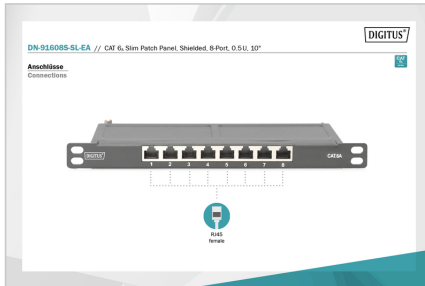 DIGITUS®
DN-91608S-SL-EA // CAT 6A Slim Patch Panel, Shielded, 8-Port, 0.5 U, 10"
Anschlüsse
Connections
DIGITUS®
CAT.6A
1 2 3 4 5 6 7 8
RJ45
female